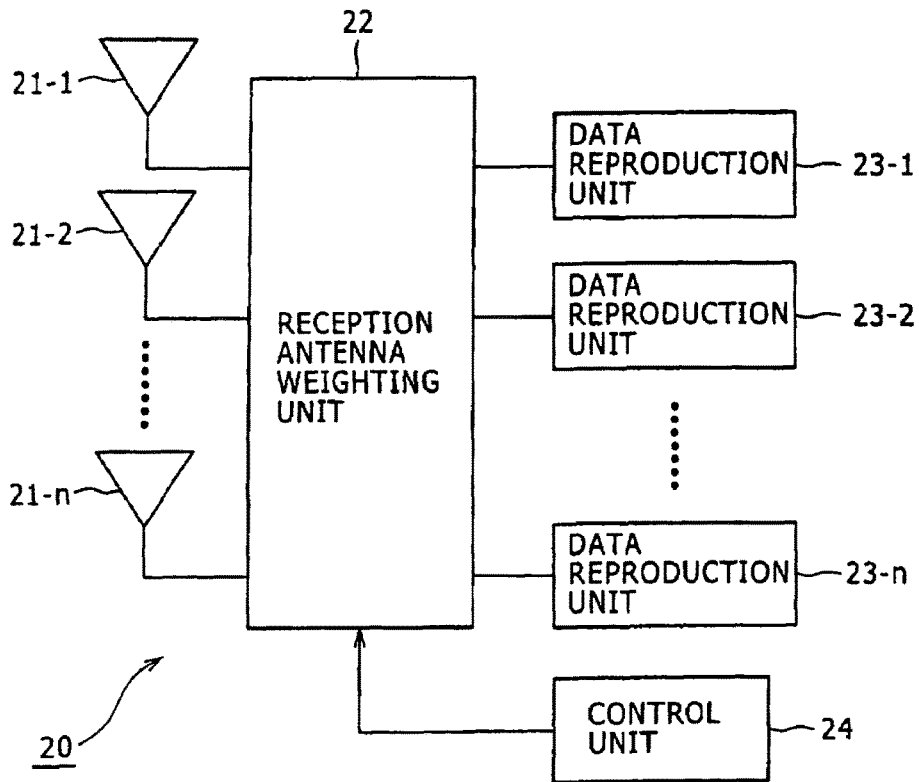 22
21-1
DATA
REPRODUCTION
UNIT
23-1
21-2
DATA
REPRODUCTION
UNIT
23-2
RECEPTION
ANTENNA
WEIGHTING
UNIT
21-n
DATA
REPRODUCTION
UNIT
23-n
CONTROL
UNIT
24
20